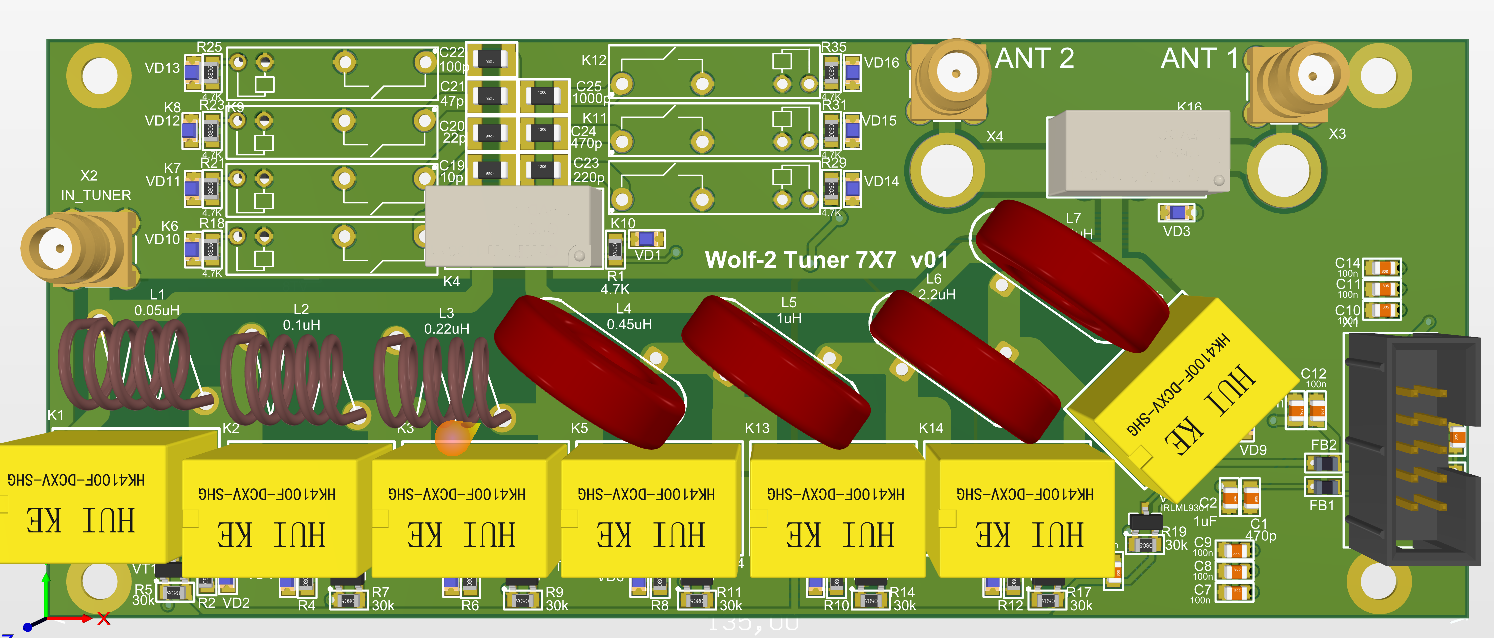 R25
VD13
K8
R23
K9
VD12
4.7K
K7
R21
VD11
K6
R18
VD10
4.7K
4.7K
X2
IN_TUNER
C22
100p
C21
47p
C20
22p
C19
10p
C25
1000p
C24
470p
C23
220p
K12
K11
K10
K4
R35
VD16
4.7K
R31
VD15
R29
VD14
4.7K
ANT 2
ANT 1
X4
X3
K16
VD3
VD1
R1
4.7K
Wolf-2 Tuner 7X7 v01
L1
0.05uH
L2
0.1uH
L3
0.22uH
L4
0.45uH
L5
1uH
L6
2.2uH
L7
C14
100n
C11
100n
C10
X1
C12
100n
VD9
FB2
FB1
C2
1uF
C1
470p
C9
100n
C8
100n
C7
100n
IRLML9301
R19
30k
K1
K2
K3
K5
K13
K14
HK4100F-DCXV-SHG
HUI KE
HK4100F-DCXV-SHG
HUI KE
HK4100F-DCXV-SHG
HUI KE
HK4100F-DCXV-SHG
HUI KE
HK4100F-DCXV-SHG
HUI KE
HK4100F-DCXV-SHG
HUI KE
HK4100F-DCXV-SHG
HUI KE
VT1
R5
30k
R2
VD2
R4
R7
30k
R6
R9
30k
R8
R11
30k
R10
R14
30k
R12
R17
30k
135,00
X